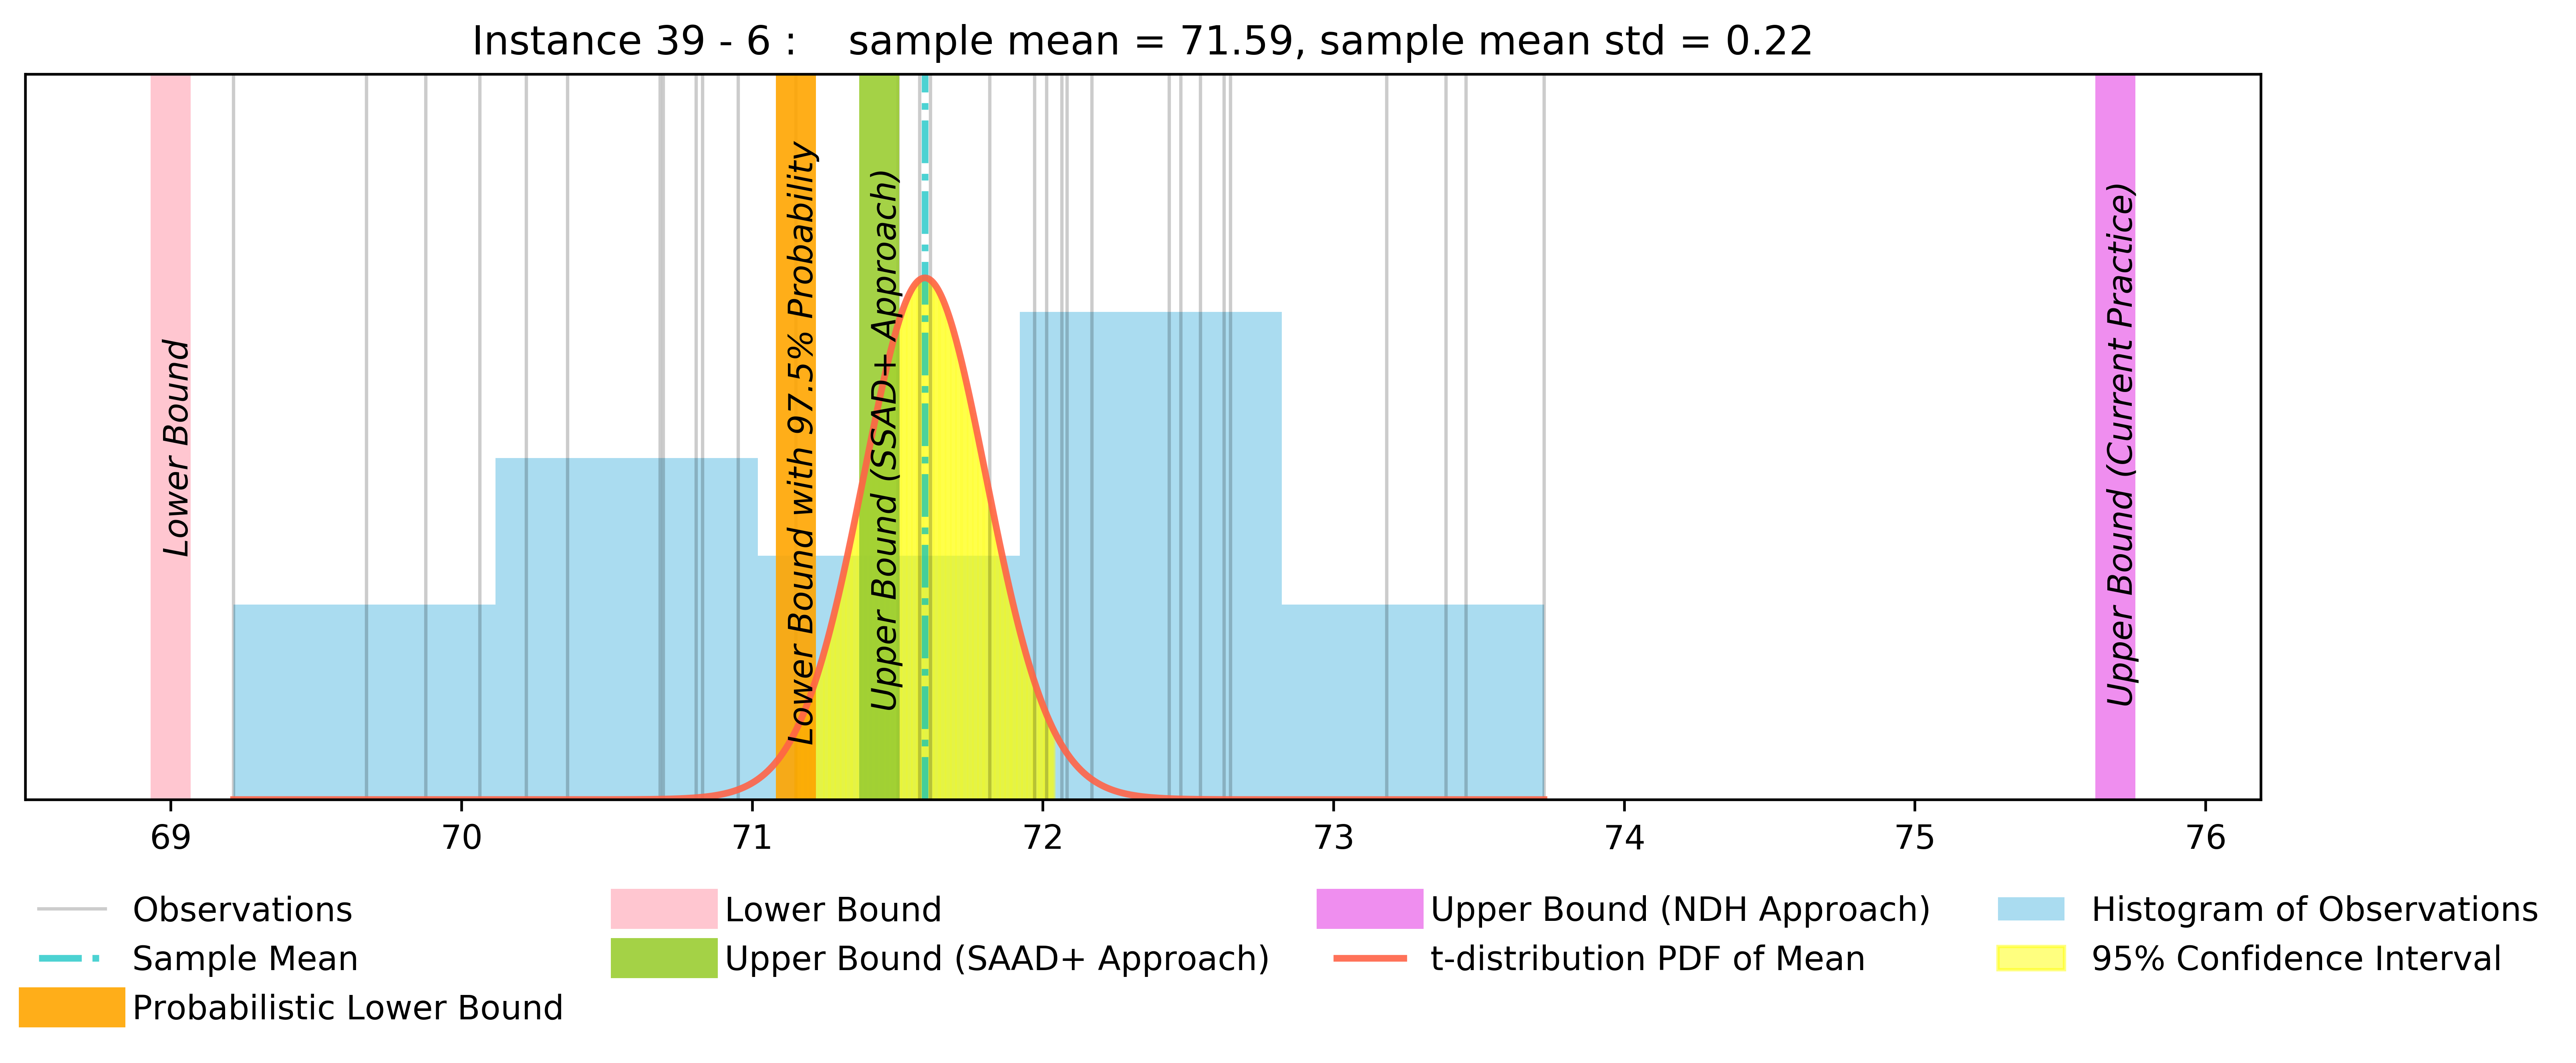 Instance 39 - 6 :    sample mean = 71.59, sample mean std = 0.22
Lower Bound
Lower Bound with 97.5% Probability
Upper Bound (SSAD+ Approach)
Upper Bound (Current Practice)
69 70 71 72 73 74 75 76
Observations
Sample Mean
Probabilistic Lower Bound
Lower Bound
Upper Bound (SAAD+ Approach)
Upper Bound (NDH Approach)
t-distribution PDF of Mean
Histogram of Observations
95% Confidence Interval